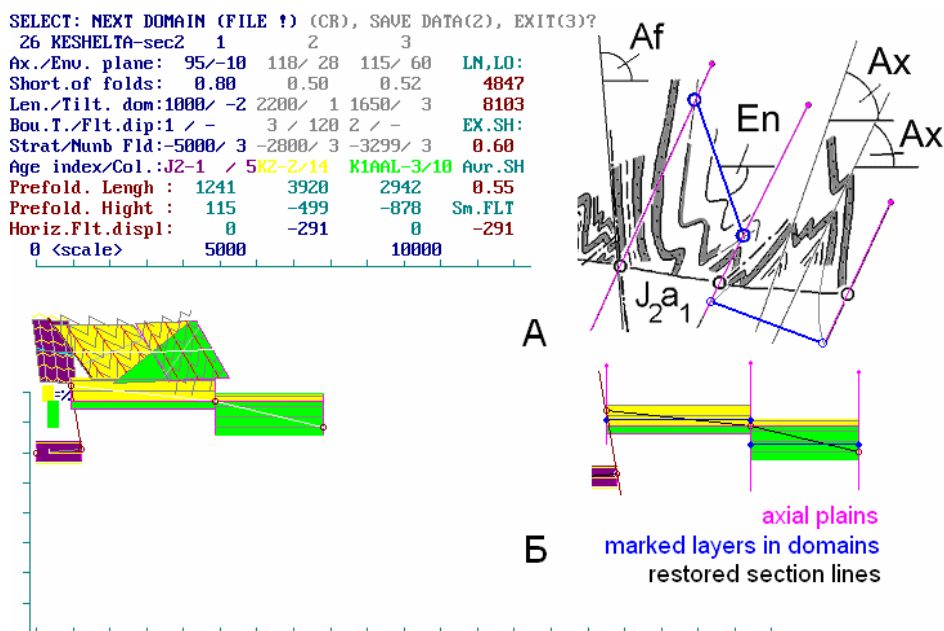 SELECT: NEXT DOMAIN (FILE !) (CR), SAVE DATA(2), EXIT(3)?
26 KESHELTA-sec2 1 2 3
Ax./Env. plane: 95/-10 118/ 28 115/ 60 LN,LO:
Short.of folds: 0.80 0.50 0.52 4847
Len./Tilt. dom:1000/ -2 2200/ 1 1650/ 3 8103
Bou.T./Flt.dip:1 / - 3 / 120 2 / - EX.SH:
Strat/Nunb Fld:-5000/ 3 -2800/ 3 -3299/ 3 0.60
Age index/Col.:J2-1 / 5K2-2/14 K1AAL-3/10 Avr.SH
Prefold. Lengh : 1241 3920 2942 0.55
Prefold. Hight : 115 -499 -878 Sm.FLT
Horiz.Flt.displ: 0 -291 0 -291
0 <scale> 5000 10000
Af
Ax
En
Ax
J2a1
А
Б
axial plains
marked layers in domains
restored section lines